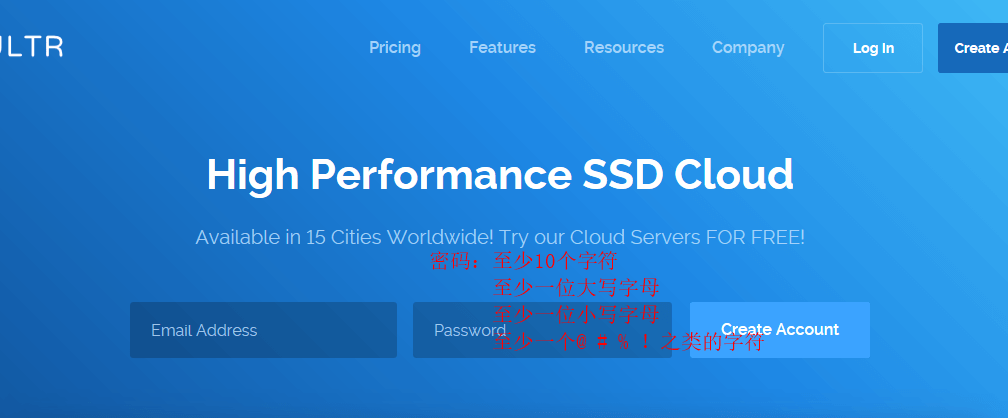 ULTR
Pricing Features Resources Company Log In Create A
High Performance SSD Cloud
Available in 15 Cities Worldwide! Try our Cloud Servers FOR FREE!
密码：至少10个字符
至少一位大写字母
至少一位小写字母
Email Address Password Create Account
至少一个@ # % ! 之类的字符